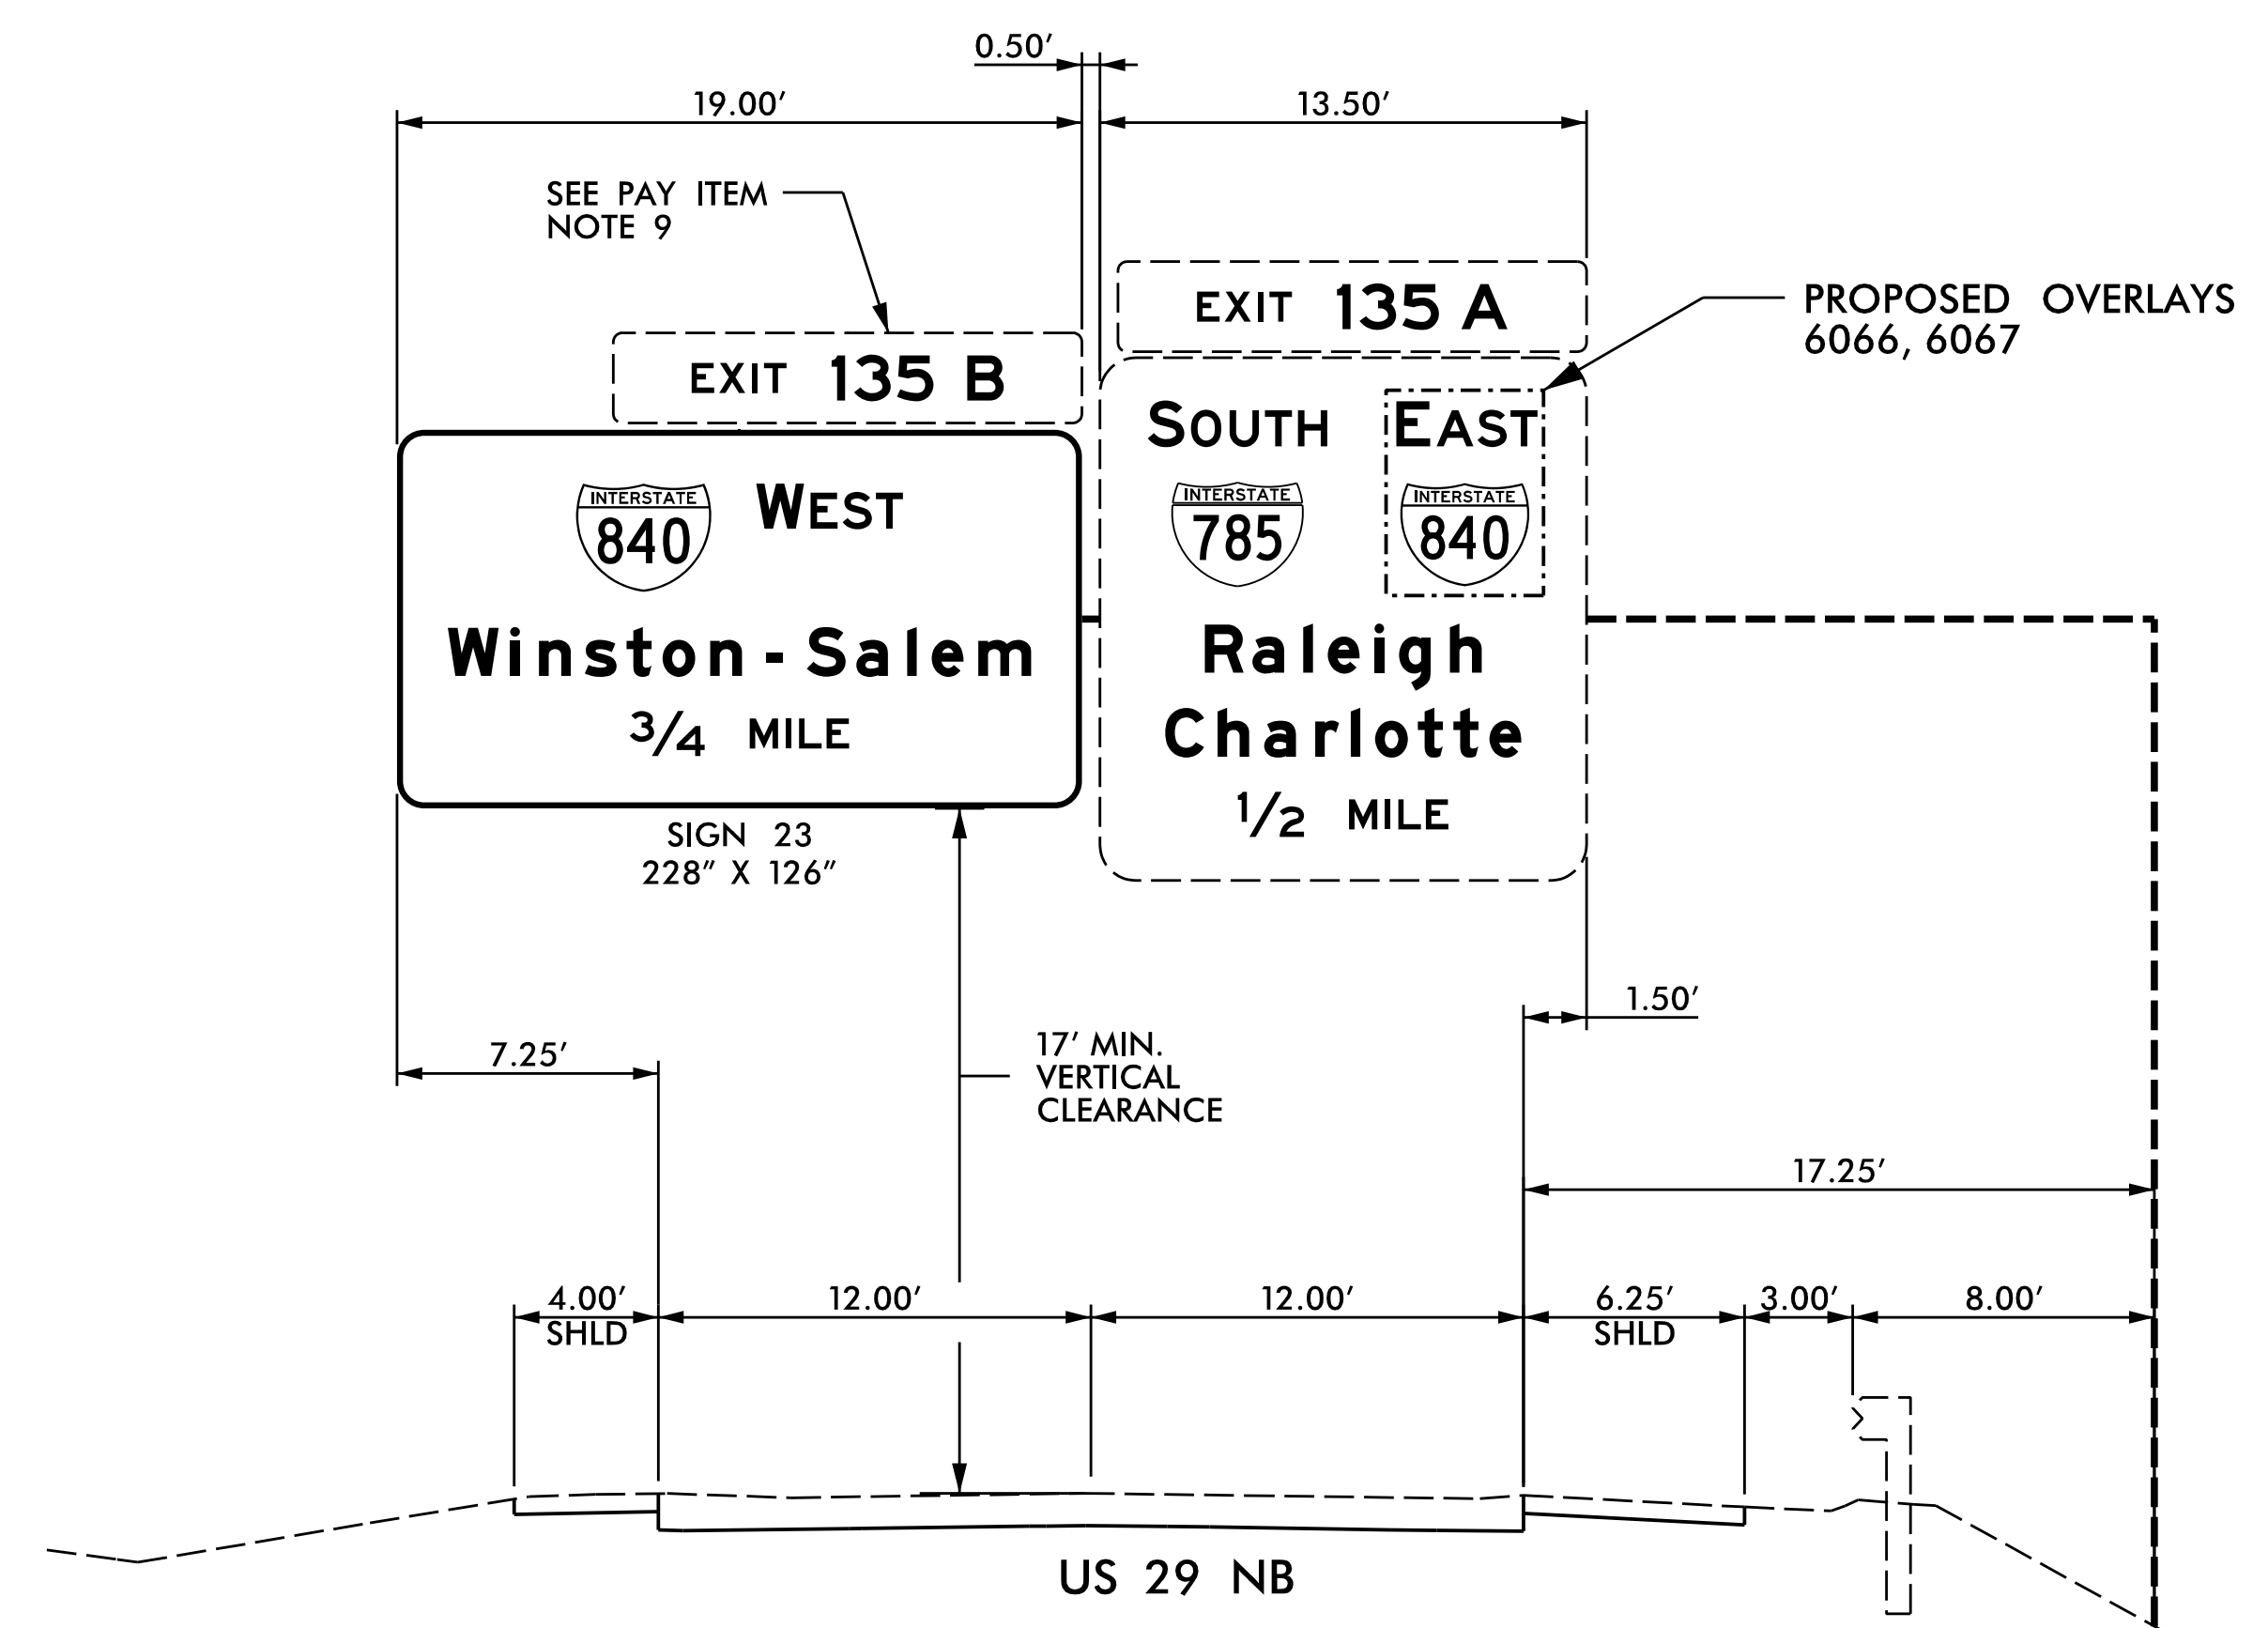 0.50′
19.00′
13.50′
SEE PAY ITEM
NOTE 9
PROPOSED OVERLAYS
6066, 6067
EXIT 135 A
EXIT 135 B
SOUTH
EAST
INTERSTATE
785
INTERSTATE
840
Raleigh
Charlotte
1/2 MILE
INTERSTATE
840
WEST
Winston-Salem
3/4 MILE
SIGN 23
228″ X 126″
1.50′
7.25′
17′ MIN.
VERTICAL
CLEARANCE
17.25′
4.00′
SHLD
12.00′
12.00′
6.25′
SHLD
3.00′
8.00′
US 29 NB